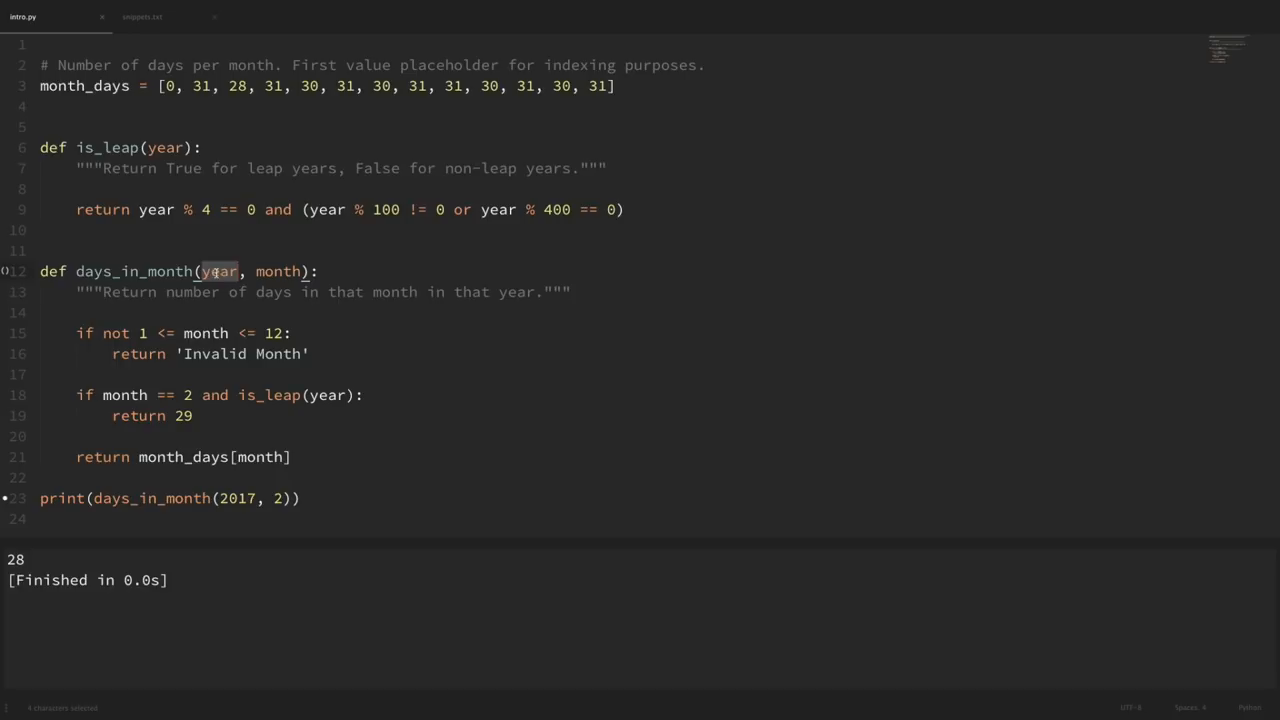 intro.py × snippets.txt ×
1
2 # Number of days per month. First value placeholder for indexing purposes.
3 month_days = [0, 31, 28, 31, 30, 31, 30, 31, 31, 30, 31, 30, 31]
4
5
6 def is_leap(year):
7 """Return True for leap years, False for non-leap years."""
8
9 return year % 4 == 0 and (year % 100 != 0 or year % 400 == 0)
10
11
() 12 def days_in_month(year, month):
13 """Return number of days in that month in that year."""
14
15 if not 1 <= month <= 12:
16 return 'Invalid Month'
17
18 if month == 2 and is_leap(year):
19 return 29
20
21 return month_days[month]
22
23 print(days_in_month(2017, 2))
24
28
[Finished in 0.0s]
4 characters selected UTF-8 Spaces: 4 Python